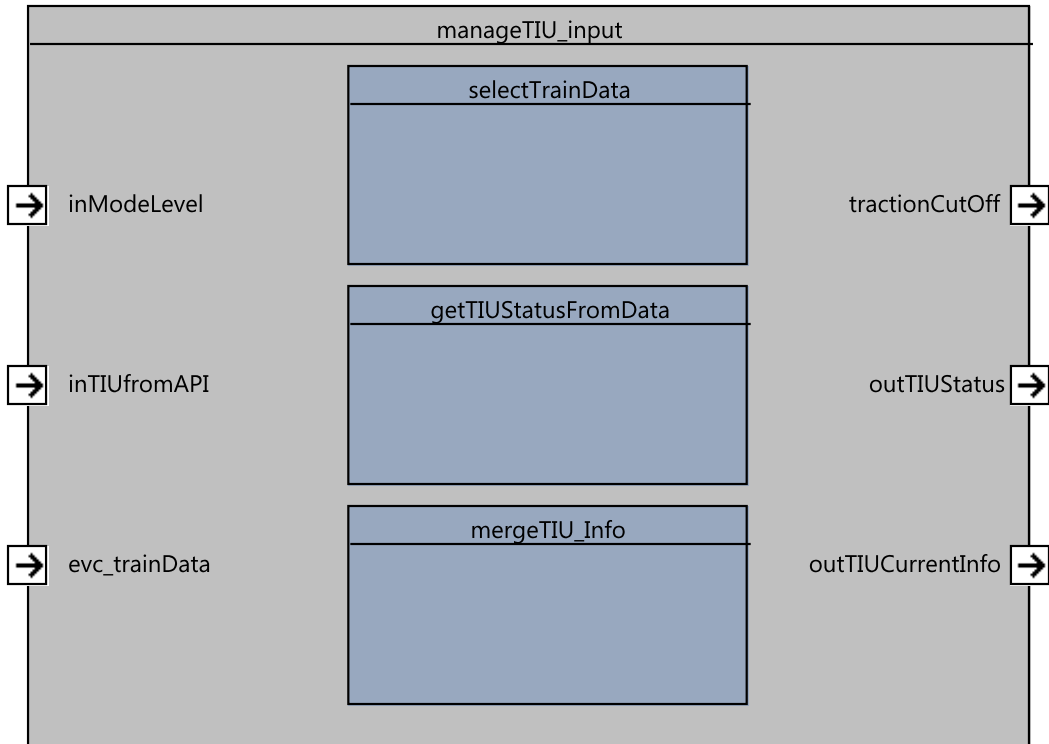 manageTIU_input
selectTrainData
inModeLevel
tractionCutOff
getTIUStatusFromData
inTIUfromAPI
outTIUStatus
mergeTIU_Info
evc_trainData
outTIUCurrentInfo